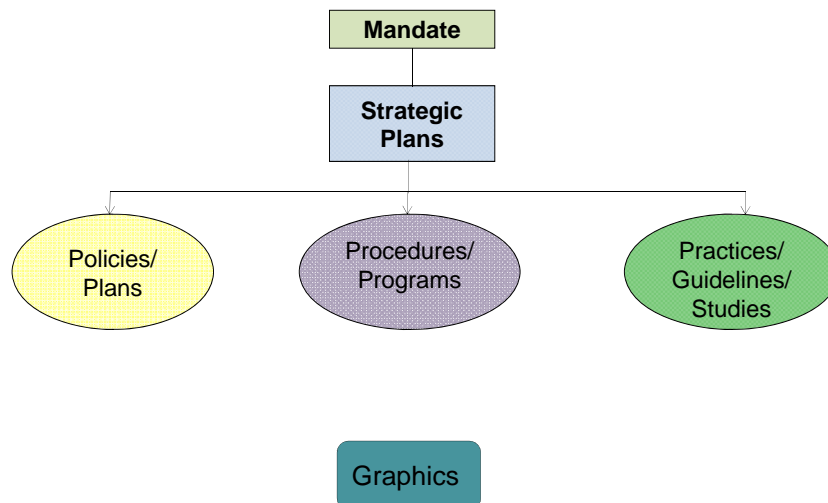 Mandate
Strategic
Plans
Policies/
Plans
Procedures/
Programs
Practices/
Guidelines/
Studies
Graphics